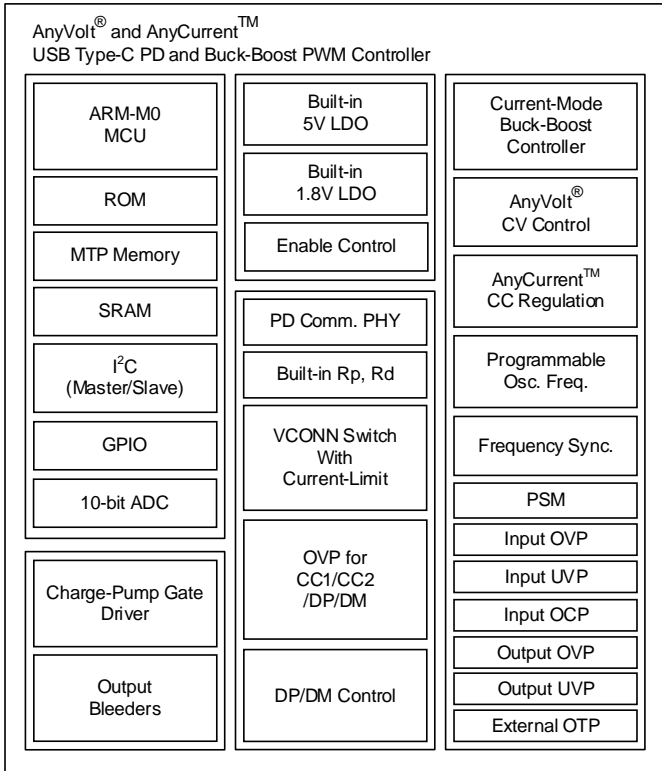 AnyVolt® and AnyCurrent™
USB Type-C PD and Buck-Boost PWM Controller
ARM-M0
MCU
ROM
MTP Memory
SRAM
I²C
(Master/Slave)
GPIO
10-bit ADC
Charge-Pump Gate
Driver
Output
Bleeders
Built-in
5V LDO
Built-in
1.8V LDO
Enable Control
PD Comm. PHY
Built-in Rp, Rd
VCONN Switch
With
Current-Limit
OVP for
CC1/CC2
/DP/DM
DP/DM Control
Current-Mode
Buck-Boost
Controller
AnyVolt®
CV Control
AnyCurrent™
CC Regulation
Programmable
Osc. Freq.
Frequency Sync.
PSM
Input OVP
Input UVP
Input OCP
Output OVP
Output UVP
External OTP